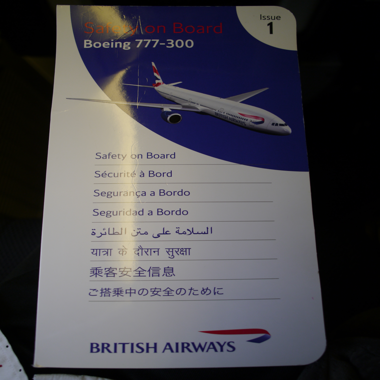 Safety on Board
Boeing 777-300
Issue
1
Safety on Board
Sécurité à Bord
Segurança a Bordo
Seguridad a Bordo
السلامة على متن الطائرة
यात्रा के दौरान सुरक्षा
乘客安全信息
ご搭乗中の安全のために
BRITISH AIRWAYS